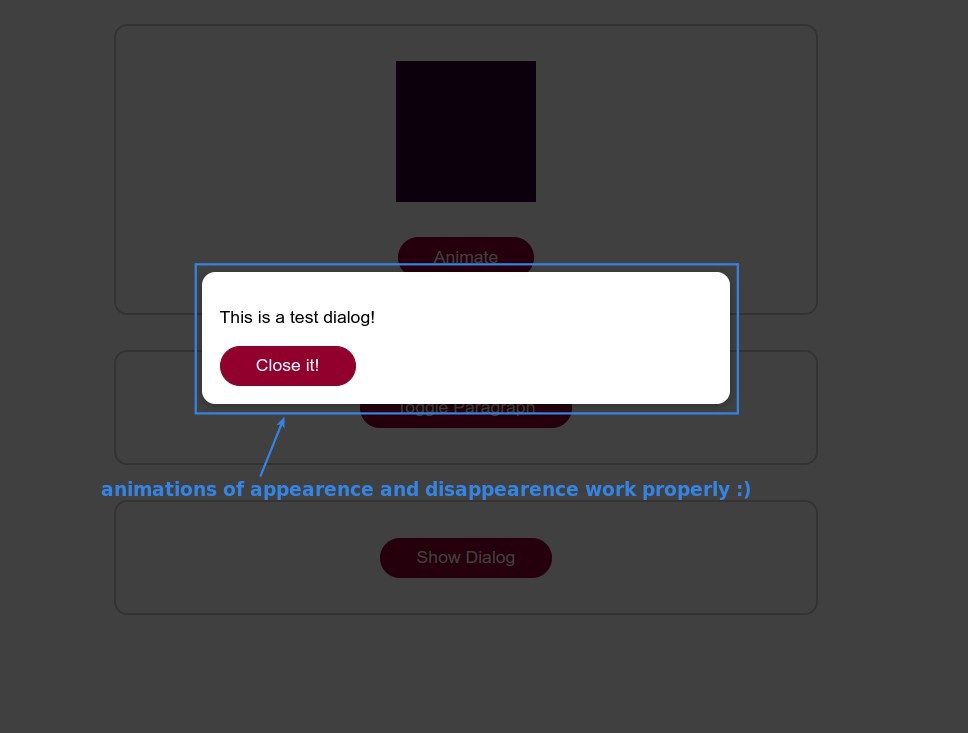 Animate
This is a test dialog!
Close it!
Toggle Paragraph
animations of appearence and disappearence work properly :)
Show Dialog